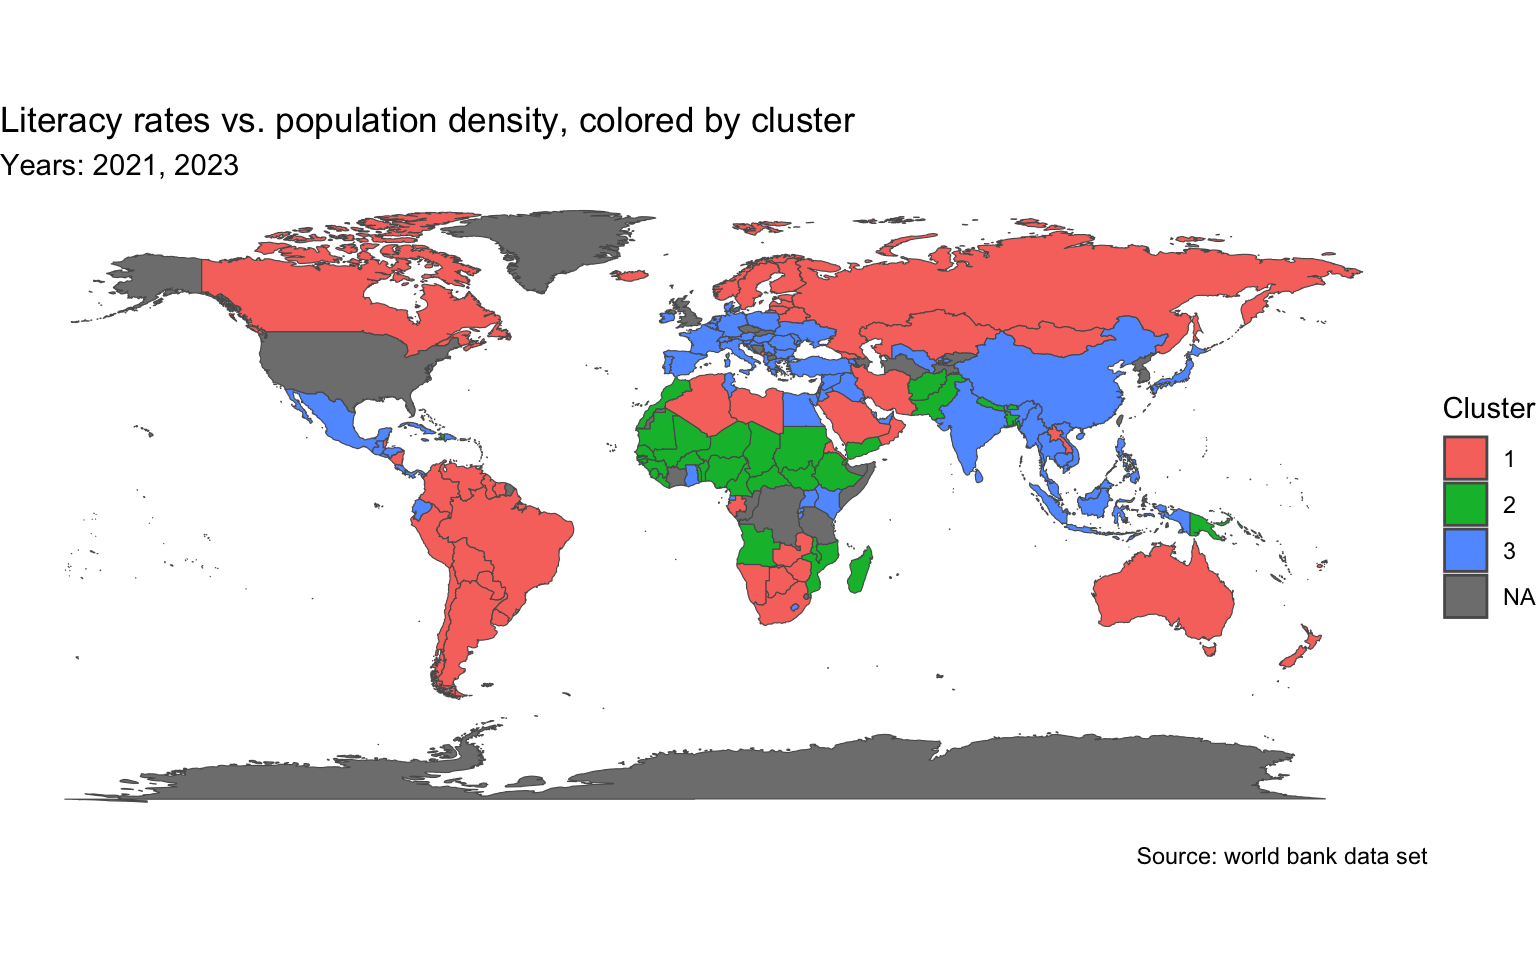 Literacy rates vs. population density, colored by cluster
Years: 2021, 2023
Cluster
1
2
3
NA
Source: world bank data set